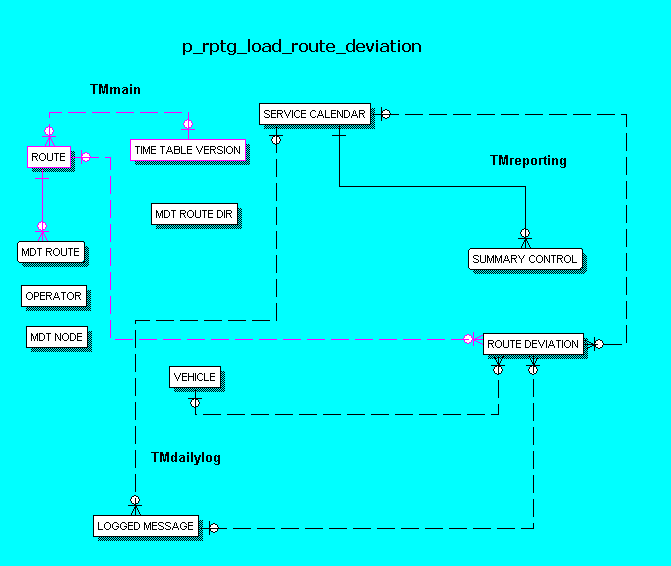 p_rptg_load_route_deviation
TMmain
SERVICE CALENDAR
ROUTE
TIME TABLE VERSION
TMreporting
MDT ROUTE DIR
MDT ROUTE
SUMMARY CONTROL
OPERATOR
MDT NODE
ROUTE DEVIATION
VEHICLE
TMdailylog
LOGGED MESSAGE